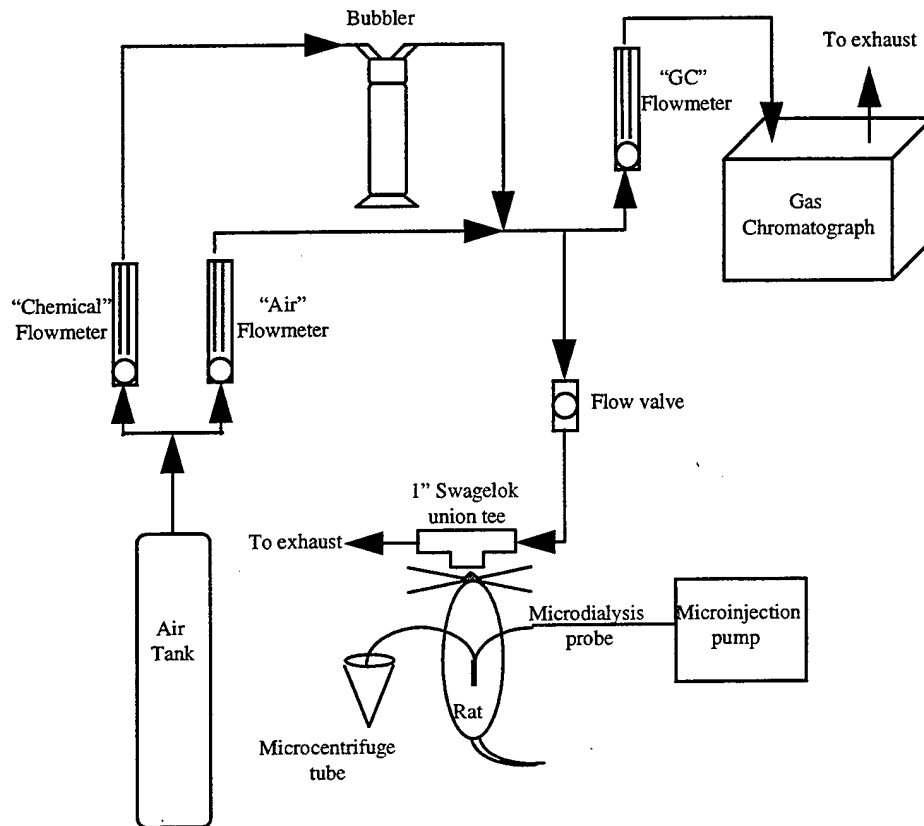 Bubbler
To exhaust
“GC”
Flowmeter
Gas
Chromatograph
“Chemical”
Flowmeter
“Air”
Flowmeter
Flow valve
1” Swagelok
union tee
To exhaust
Air
Tank
Microdialysis
probe
Microinjection
pump
Rat
Microcentrifuge
tube